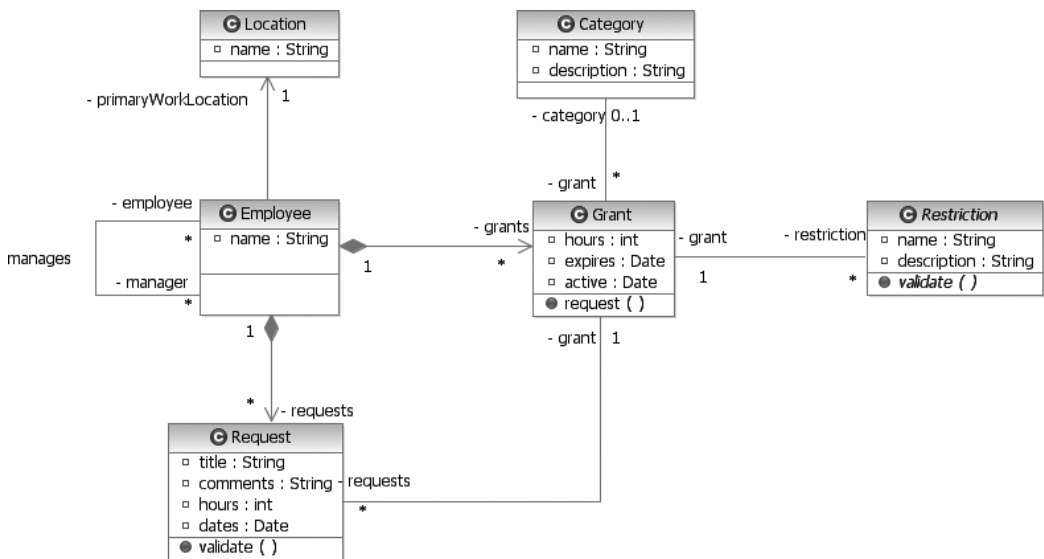 C Location
name : String
- primaryWorkLocation
1
C Category
name : String
description : String
- category 0..1
- grant
*
C Employee
name : String
- employee
*
manages
- manager
*
- grants
1
*
C Grant
hours : int
expires : Date
active : Date
request ( )
- grant
1
- restriction
*
C Restriction
name : String
description : String
validate ( )
1
*
- requests
- grant
1
C Request
title : String
comments : String
hours : int
dates : Date
validate ( )
- requests
*